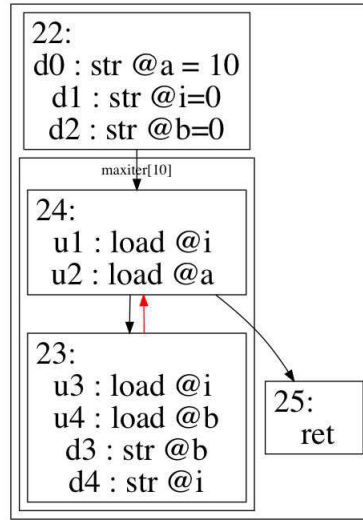 22:
d0 : str @a = 10
d1 : str @i=0
d2 : str @b=0
maxiter[10]
24:
u1 : load @i
u2 : load @a
23:
u3 : load @i
u4 : load @b
d3 : str @b
d4 : str @i
25:
ret